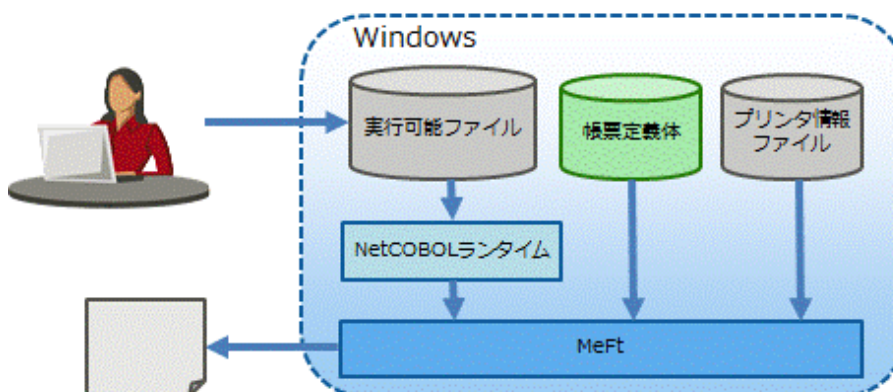 Windows
実行可能ファイル
帳票定義体
プリンタ情報
ファイル
NetCOBOLランタイム
MeFt